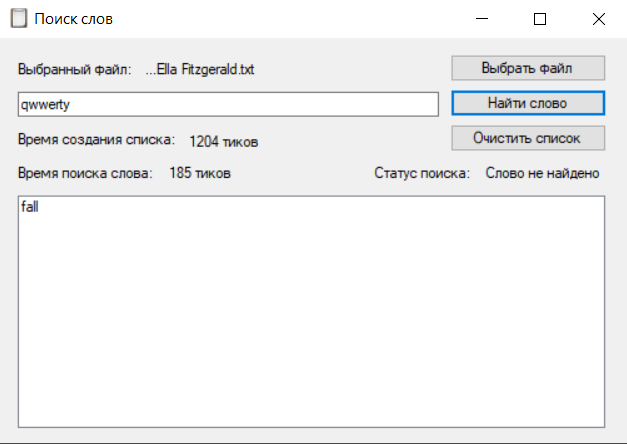 Поиск слов
Выбранный файл: ...Ella Fitzgerald.txt Выбрать файл
qwwerty Найти слово
Время создания списка: 1204 тиков Очистить список
Время поиска слова: 185 тиков Статус поиска: Слово не найдено
fall